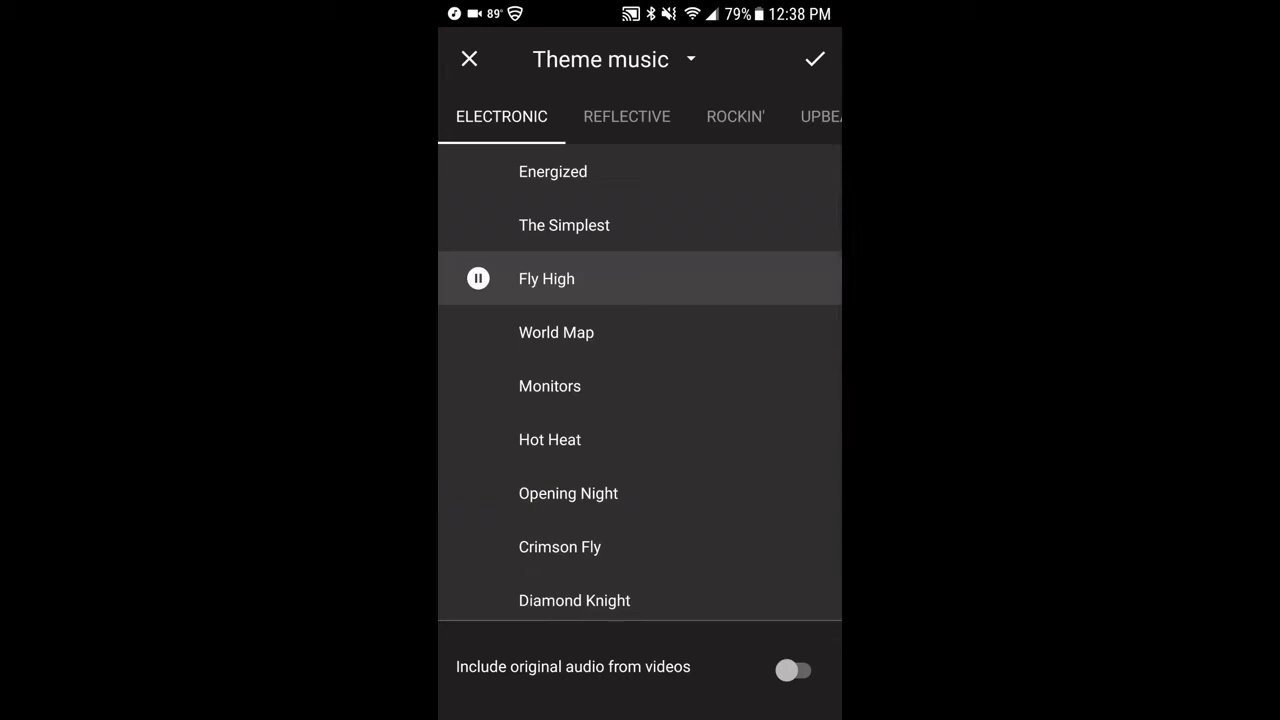 89° 79% 12:38 PM
Theme music
ELECTRONIC REFLECTIVE ROCKIN' UPBEA
Energized
The Simplest
Fly High
World Map
Monitors
Hot Heat
Opening Night
Crimson Fly
Diamond Knight
Include original audio from videos